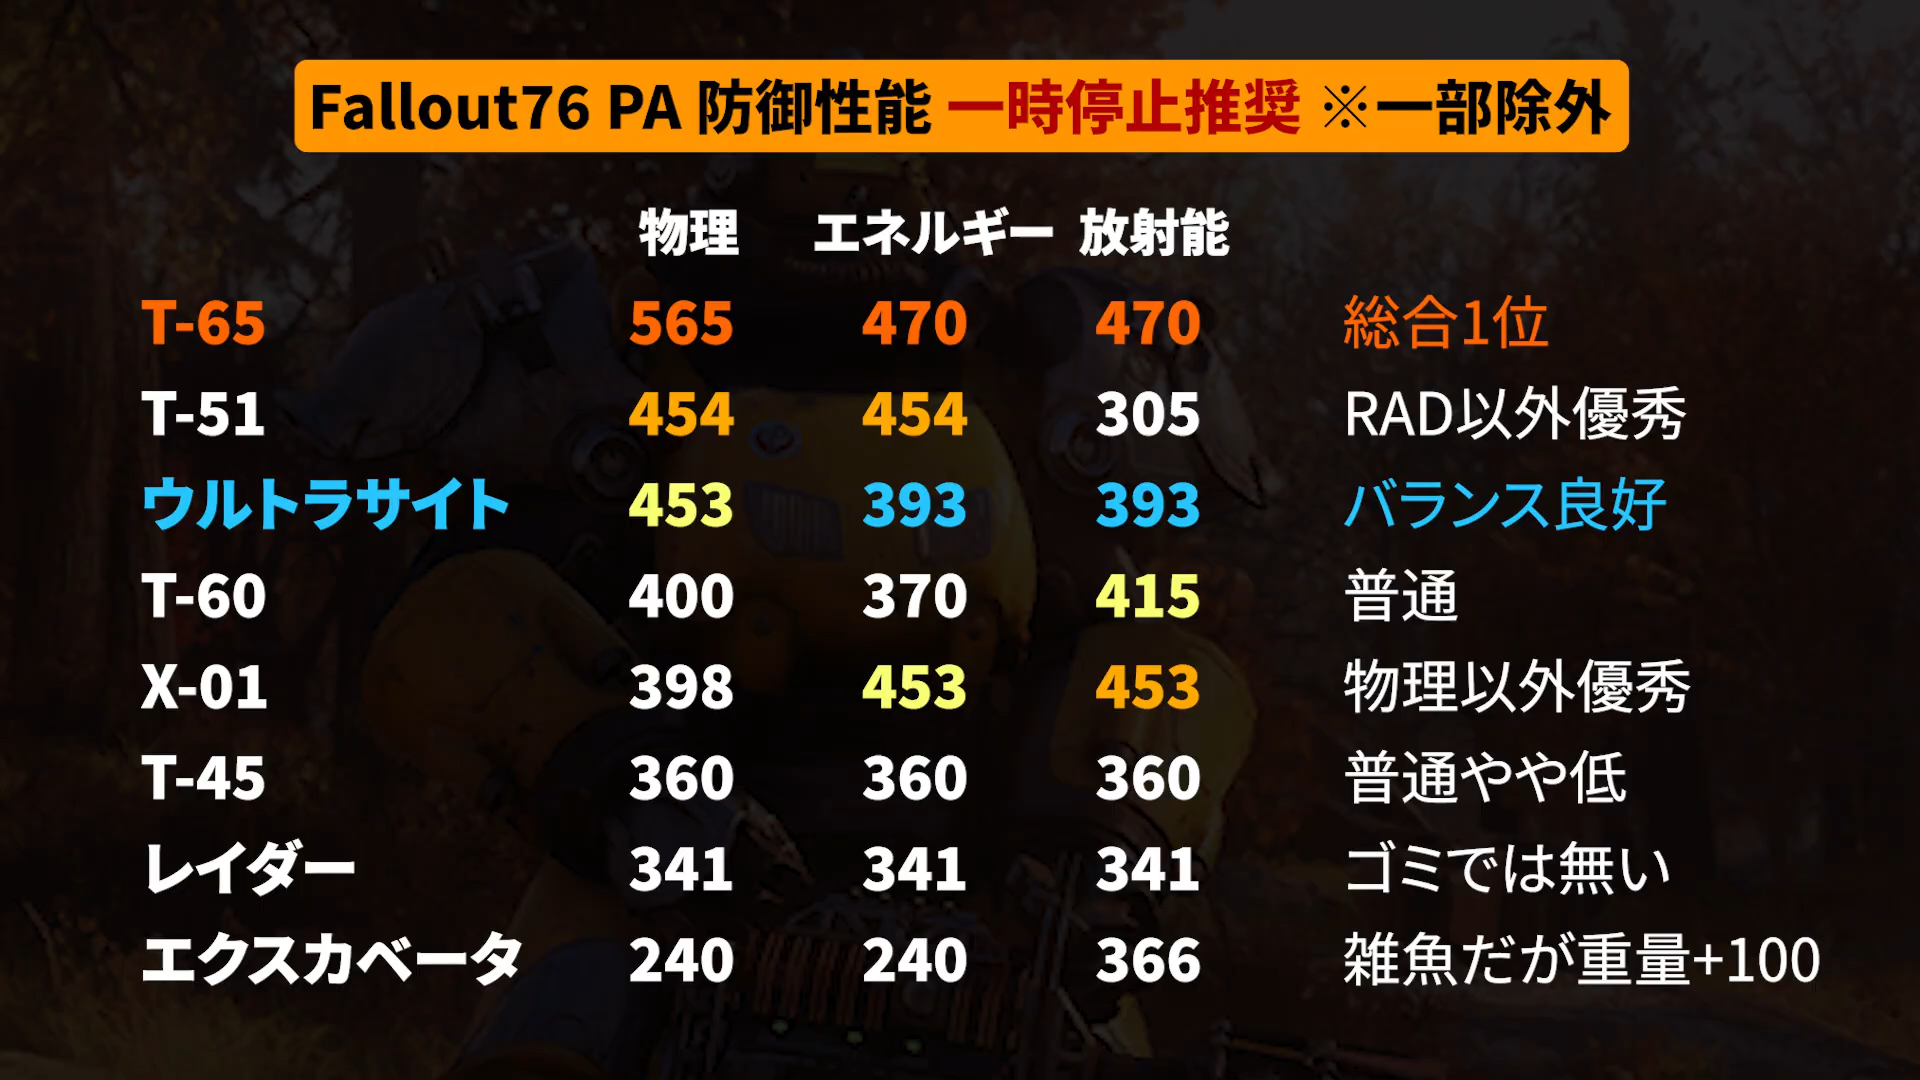 Fallout76 PA 防御性能 一時停止推奨 ※一部除外
物理 エネルギー 放射能
T-65 565 470 470 総合1位
T-51 454 454 305 RAD以外優秀
ウルトラサイト 453 393 393 バランス良好
T-60 400 370 415 普通
X-01 398 453 453 物理以外優秀
T-45 360 360 360 普通やや低
レイダー 341 341 341 ゴミでは無い
エクスカベータ 240 240 366 雑魚だが重量+100